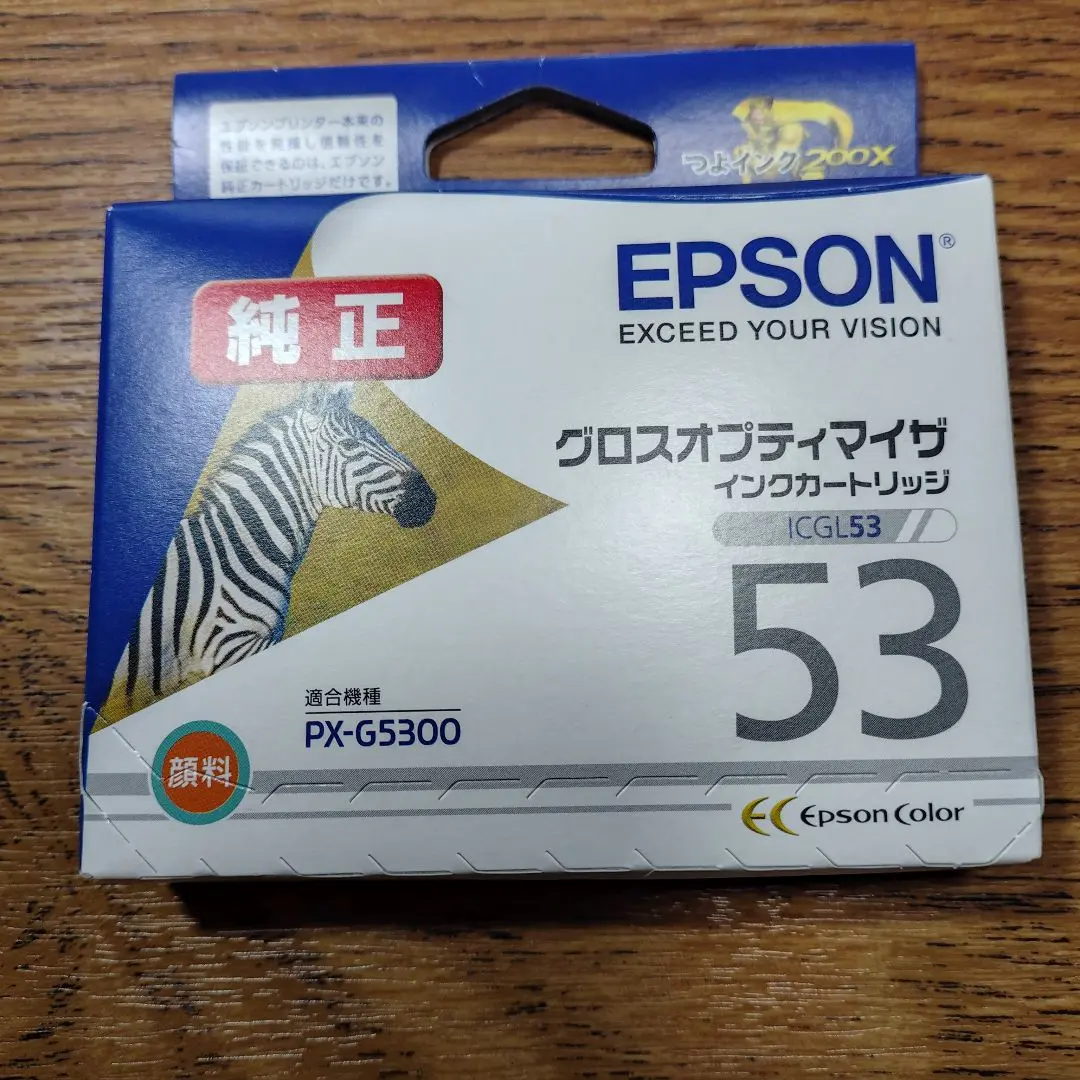 エプソンプリンター本来の
性能を発揮し信頼性を
保証できるのは、エプソン
純正カートリッジだけです。
つよインク200X
純正
EPSON®
EXCEED YOUR VISION
グロスオプティマイザ
インクカートリッジ
ICGL53
53
適合機種
PX-G5300
顔料
EC Epson Color